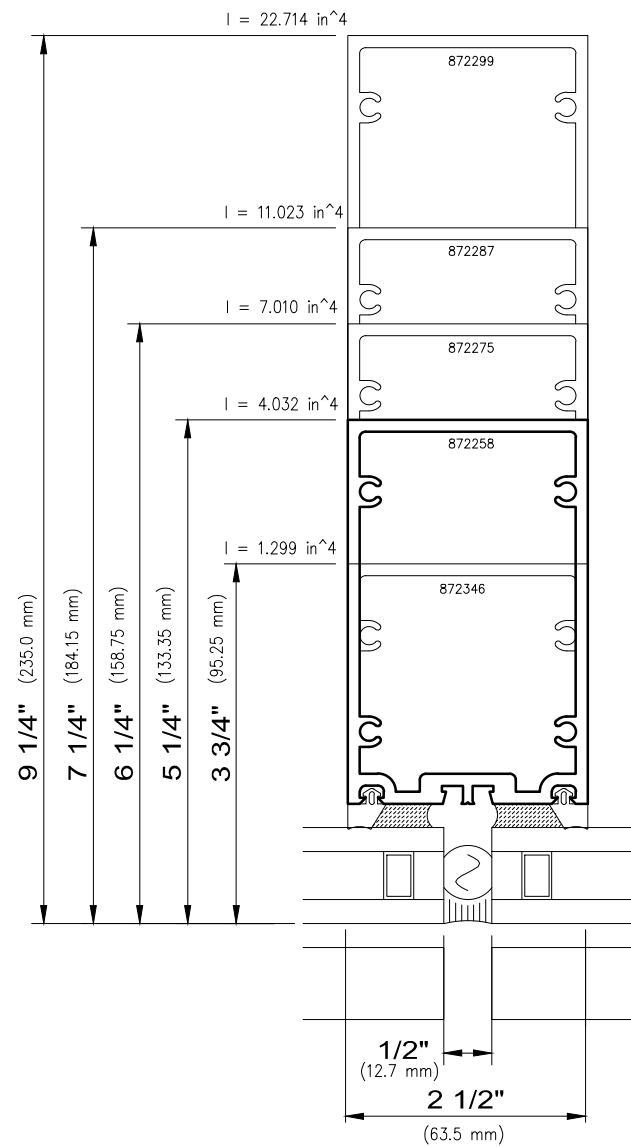 I = 22.714 in^4
872299
I = 11.023 in^4
872287
I = 7.010 in^4
872275
I = 4.032 in^4
872258
I = 1.299 in^4
872346
9 1/4" (235.0 mm)
7 1/4" (184.15 mm)
6 1/4" (158.75 mm)
5 1/4" (133.35 mm)
3 3/4" (95.25 mm)
1/2"
(12.7 mm)
2 1/2"
(63.5 mm)